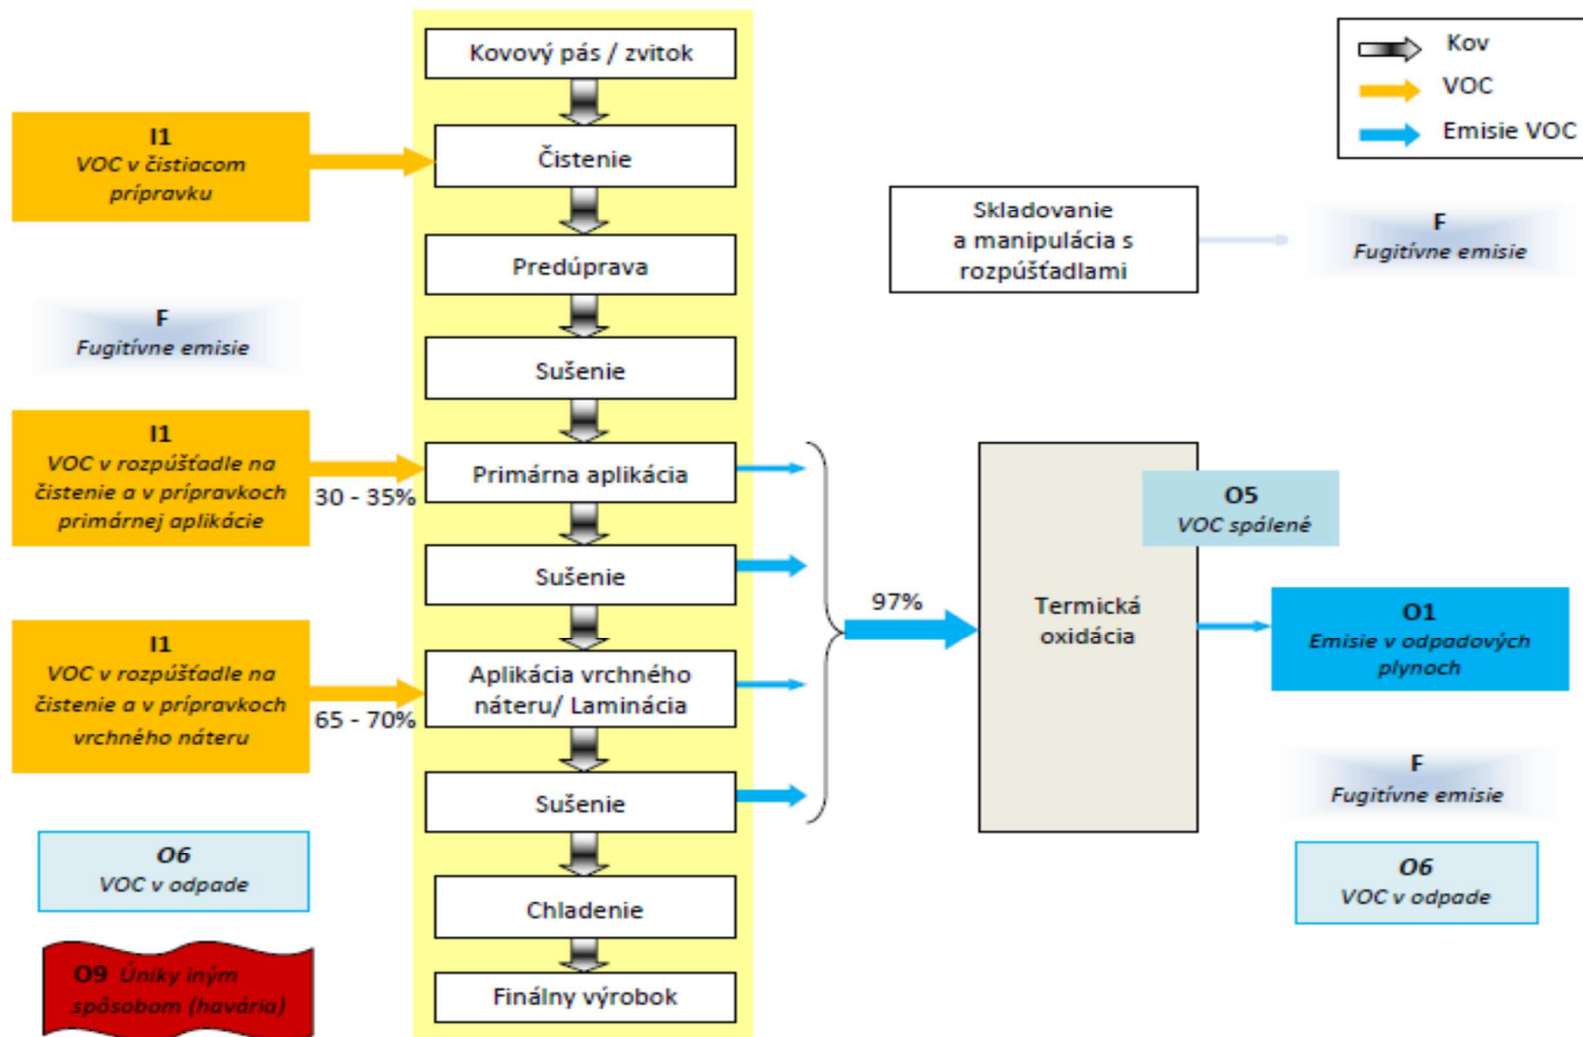 Kovový pás / zvitok
Kov
VOC
Emisie VOC
I1
VOC v čistiacom
prípravku
Čistenie
Skladovanie
a manipulácia s
rozpúšťadlami
F
Fugitívne emisie
Predúprava
F
Fugitívne emisie
Sušenie
I1
VOC v rozpúšťadle na
čistenie a v prípravkoch
primárnej aplikácie
30 - 35%
Primárna aplikácia
O5
VOC spálené
Sušenie
97%
Termická
oxidácia
O1
Emisie v odpadových
plynoch
I1
VOC v rozpúšťadle na
čistenie a v prípravkoch
vrchného náteru
65 - 70%
Aplikácia vrchného
náteru/ Laminácia
Sušenie
F
Fugitívne emisie
O6
VOC v odpade
O6
VOC v odpade
Chladenie
O9 Úniky iným
spôsobom (havária)
Finálny výrobok